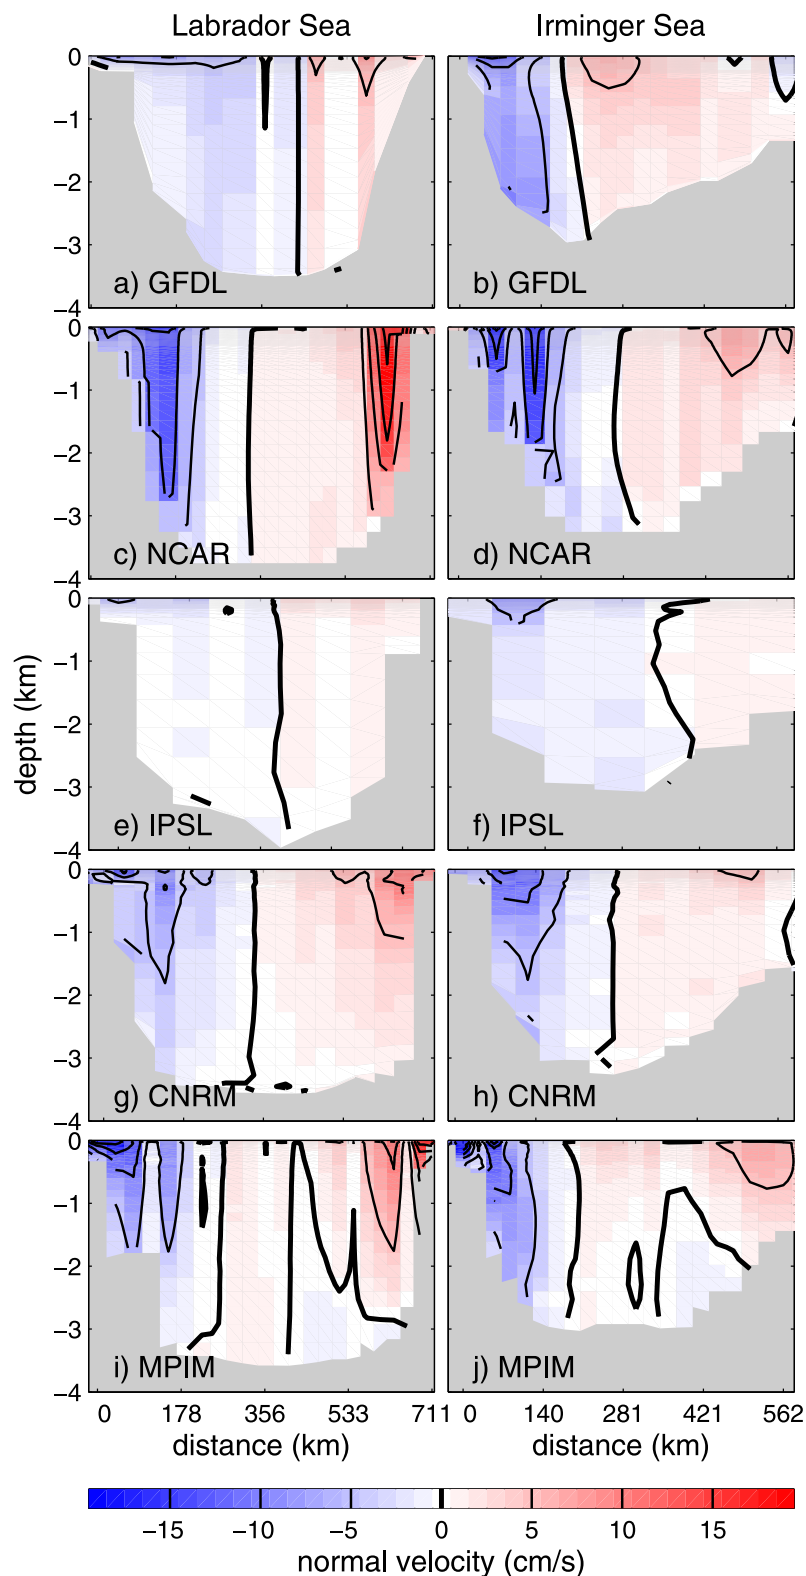 Labrador Sea Irminger Sea
0
−1
−2
−3
−4
a) GFDL b) GFDL
0
−1
−2
−3
−4
c) NCAR d) NCAR
0
−1
−2
−3
−4
e) IPSL f) IPSL
depth (km)
0
−1
−2
−3
−4
g) CNRM h) CNRM
0
−1
−2
−3
−4
i) MPIM j) MPIM
0 178 356 533 711 0 140 281 421 562
distance (km) distance (km)
−15 −10 −5 0 5 10 15
normal velocity (cm/s)